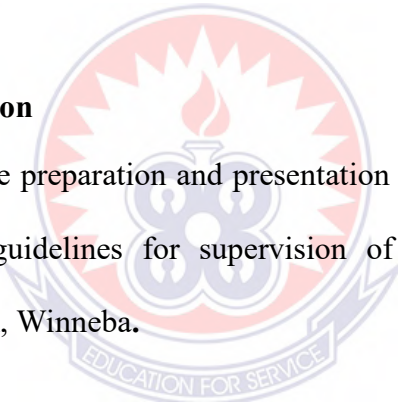 on
e preparation and presentation
guidelines for supervision of
, Winneba.
EDUCATION FOR SERVICE